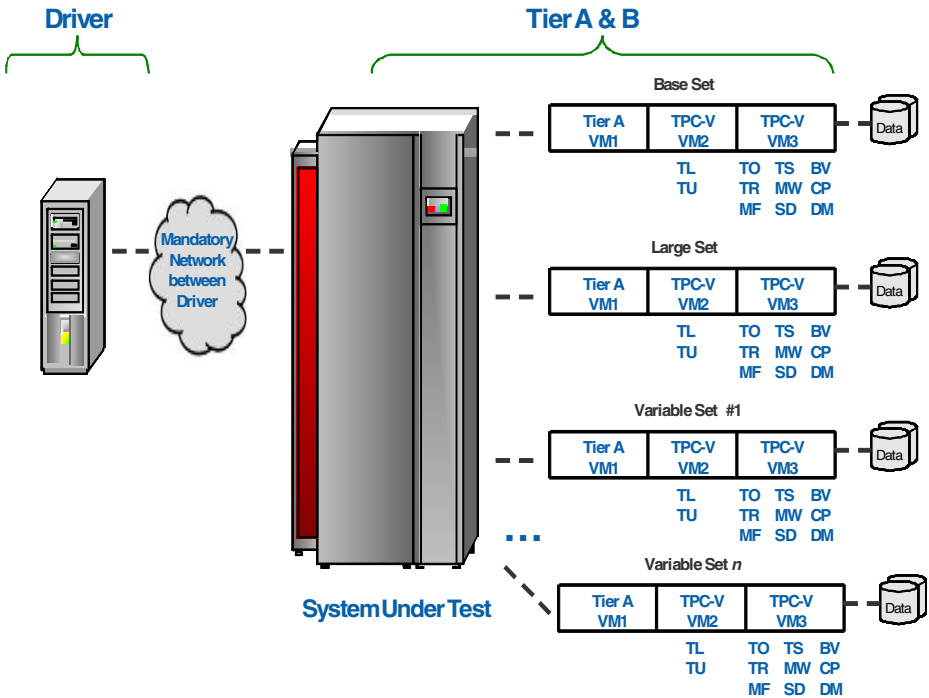 Driver
Tier A & B
Mandatory
Network
between
Driver
System Under Test
...
Base Set
Tier A TPC-V TPC-V
VM1 VM2 VM3
Data
TL TO TS BV
TU TR MW CP
MF SD DM
Large Set
Tier A TPC-V TPC-V
VM1 VM2 VM3
Data
TL TO TS BV
TU TR MW CP
MF SD DM
Variable Set #1
Tier A TPC-V TPC-V
VM1 VM2 VM3
Data
TL TO TS BV
TU TR MW CP
MF SD DM
Variable Set n
Tier A TPC-V TPC-V
VM1 VM2 VM3
Data
TL TO TS BV
TU TR MW CP
MF SD DM